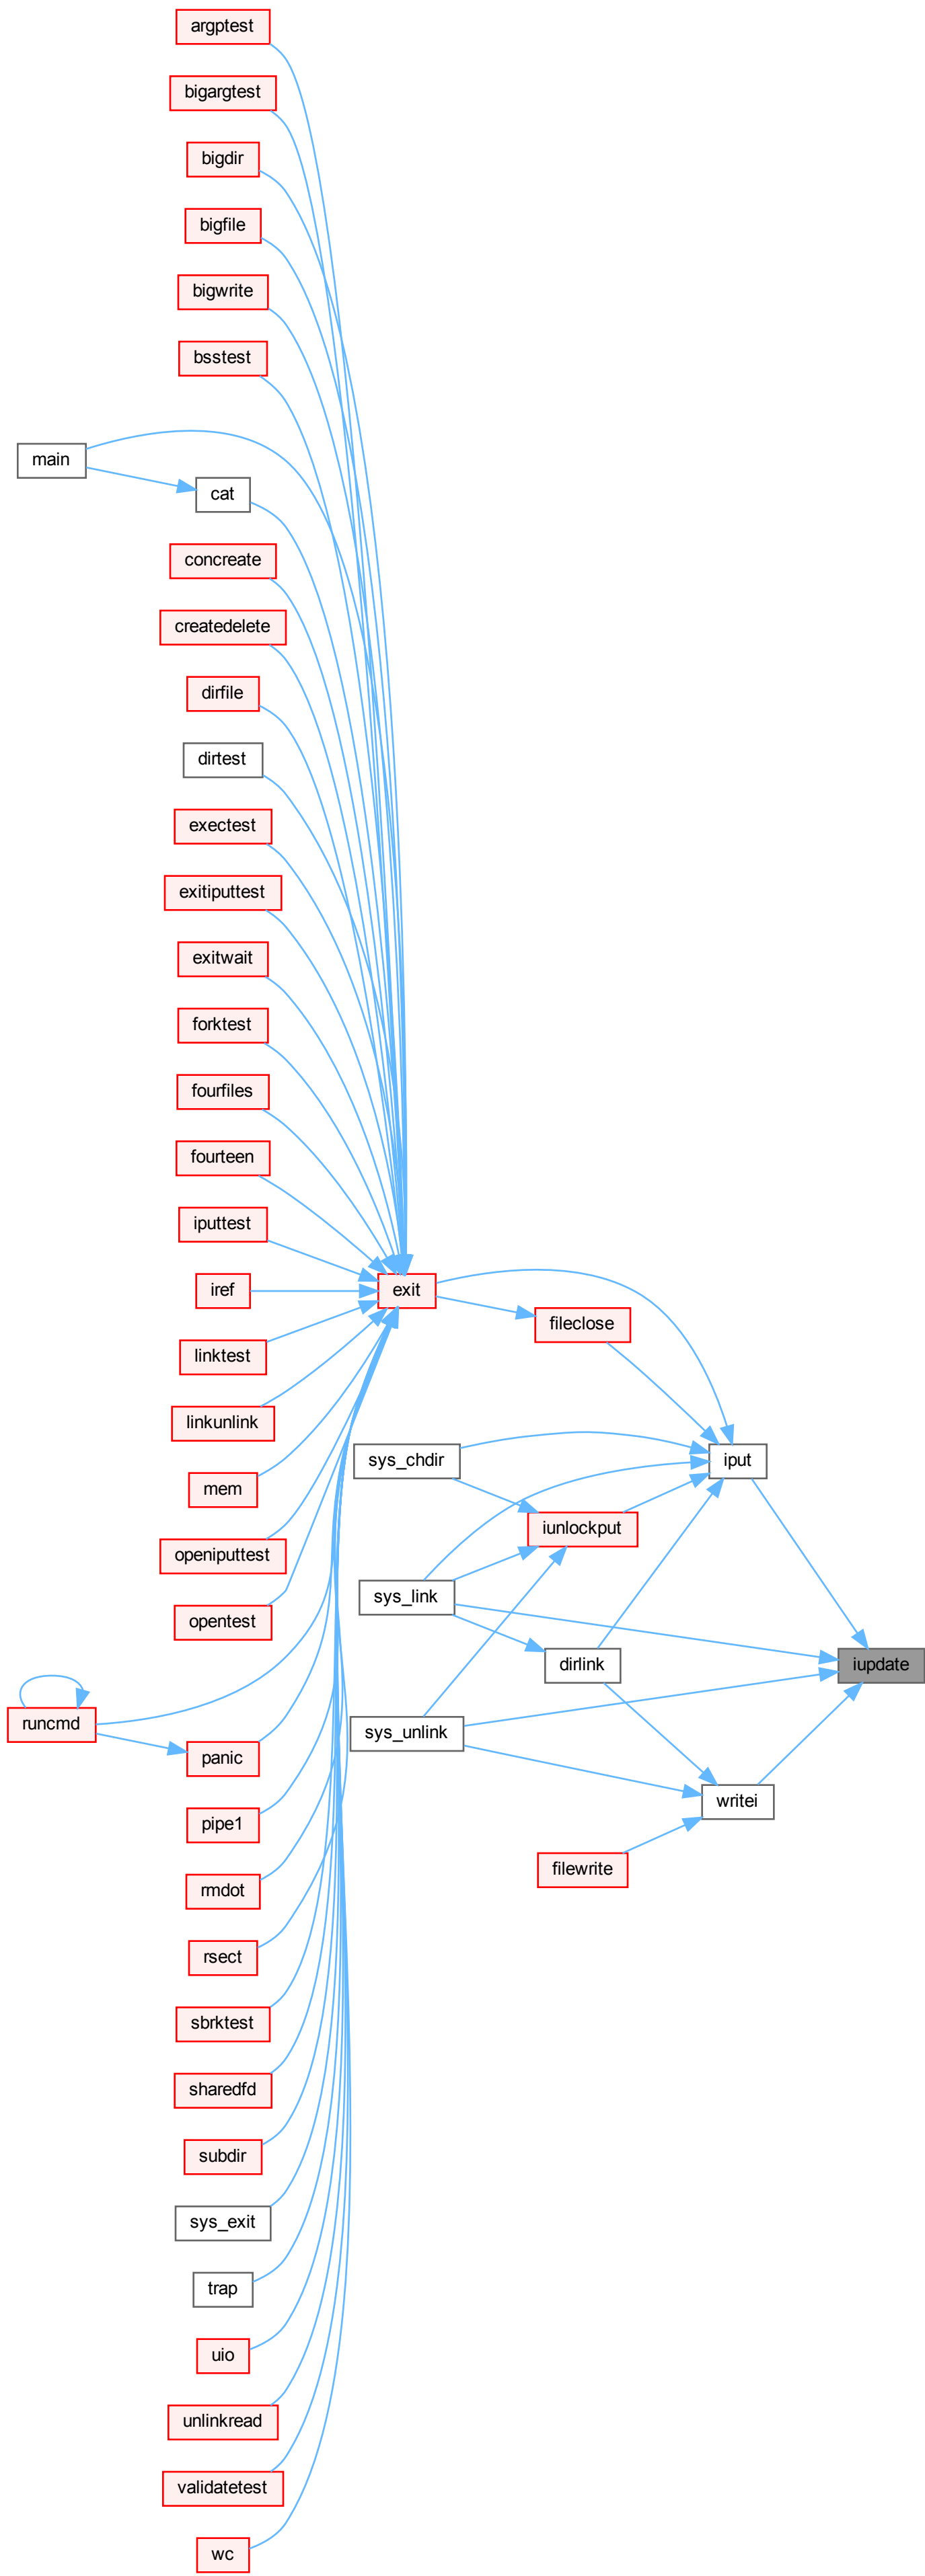 argptest
bigargtest
bigdir
bigfile
bigwrite
bsstest
main
cat
concreate
createdelete
dirfile
dirtest
exectest
exitiputtest
exitwait
forktest
fourfiles
fourteen
iputtest
iref
exit
fileclose
linktest
linkunlink
sys_chdir
iput
mem
iunlockput
openiputtest
sys_link
opentest
dirlink
iupdate
runcmd
sys_unlink
panic
writei
pipe1
filewrite
rmdot
rsect
sbrktest
sharedfd
subdir
sys_exit
trap
uio
unlinkread
validatetest
wc